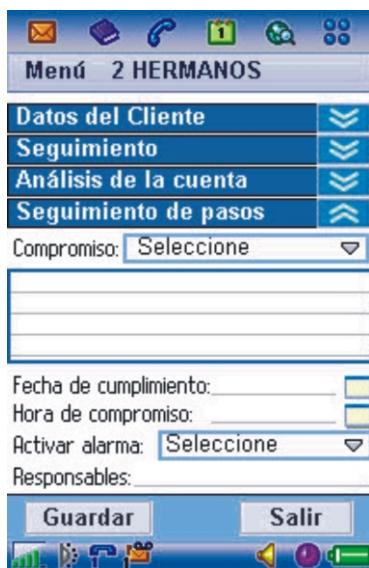 1
Menú 2 HERMANOS
Datos del Cliente
Seguimiento
Análisis de la cuenta
Seguimiento de pasos
Compromiso: Seleccione
Fecha de cumplimiento:
Hora de compromiso:
Activar alarma: Seleccione
Responsables:
Guardar Salir